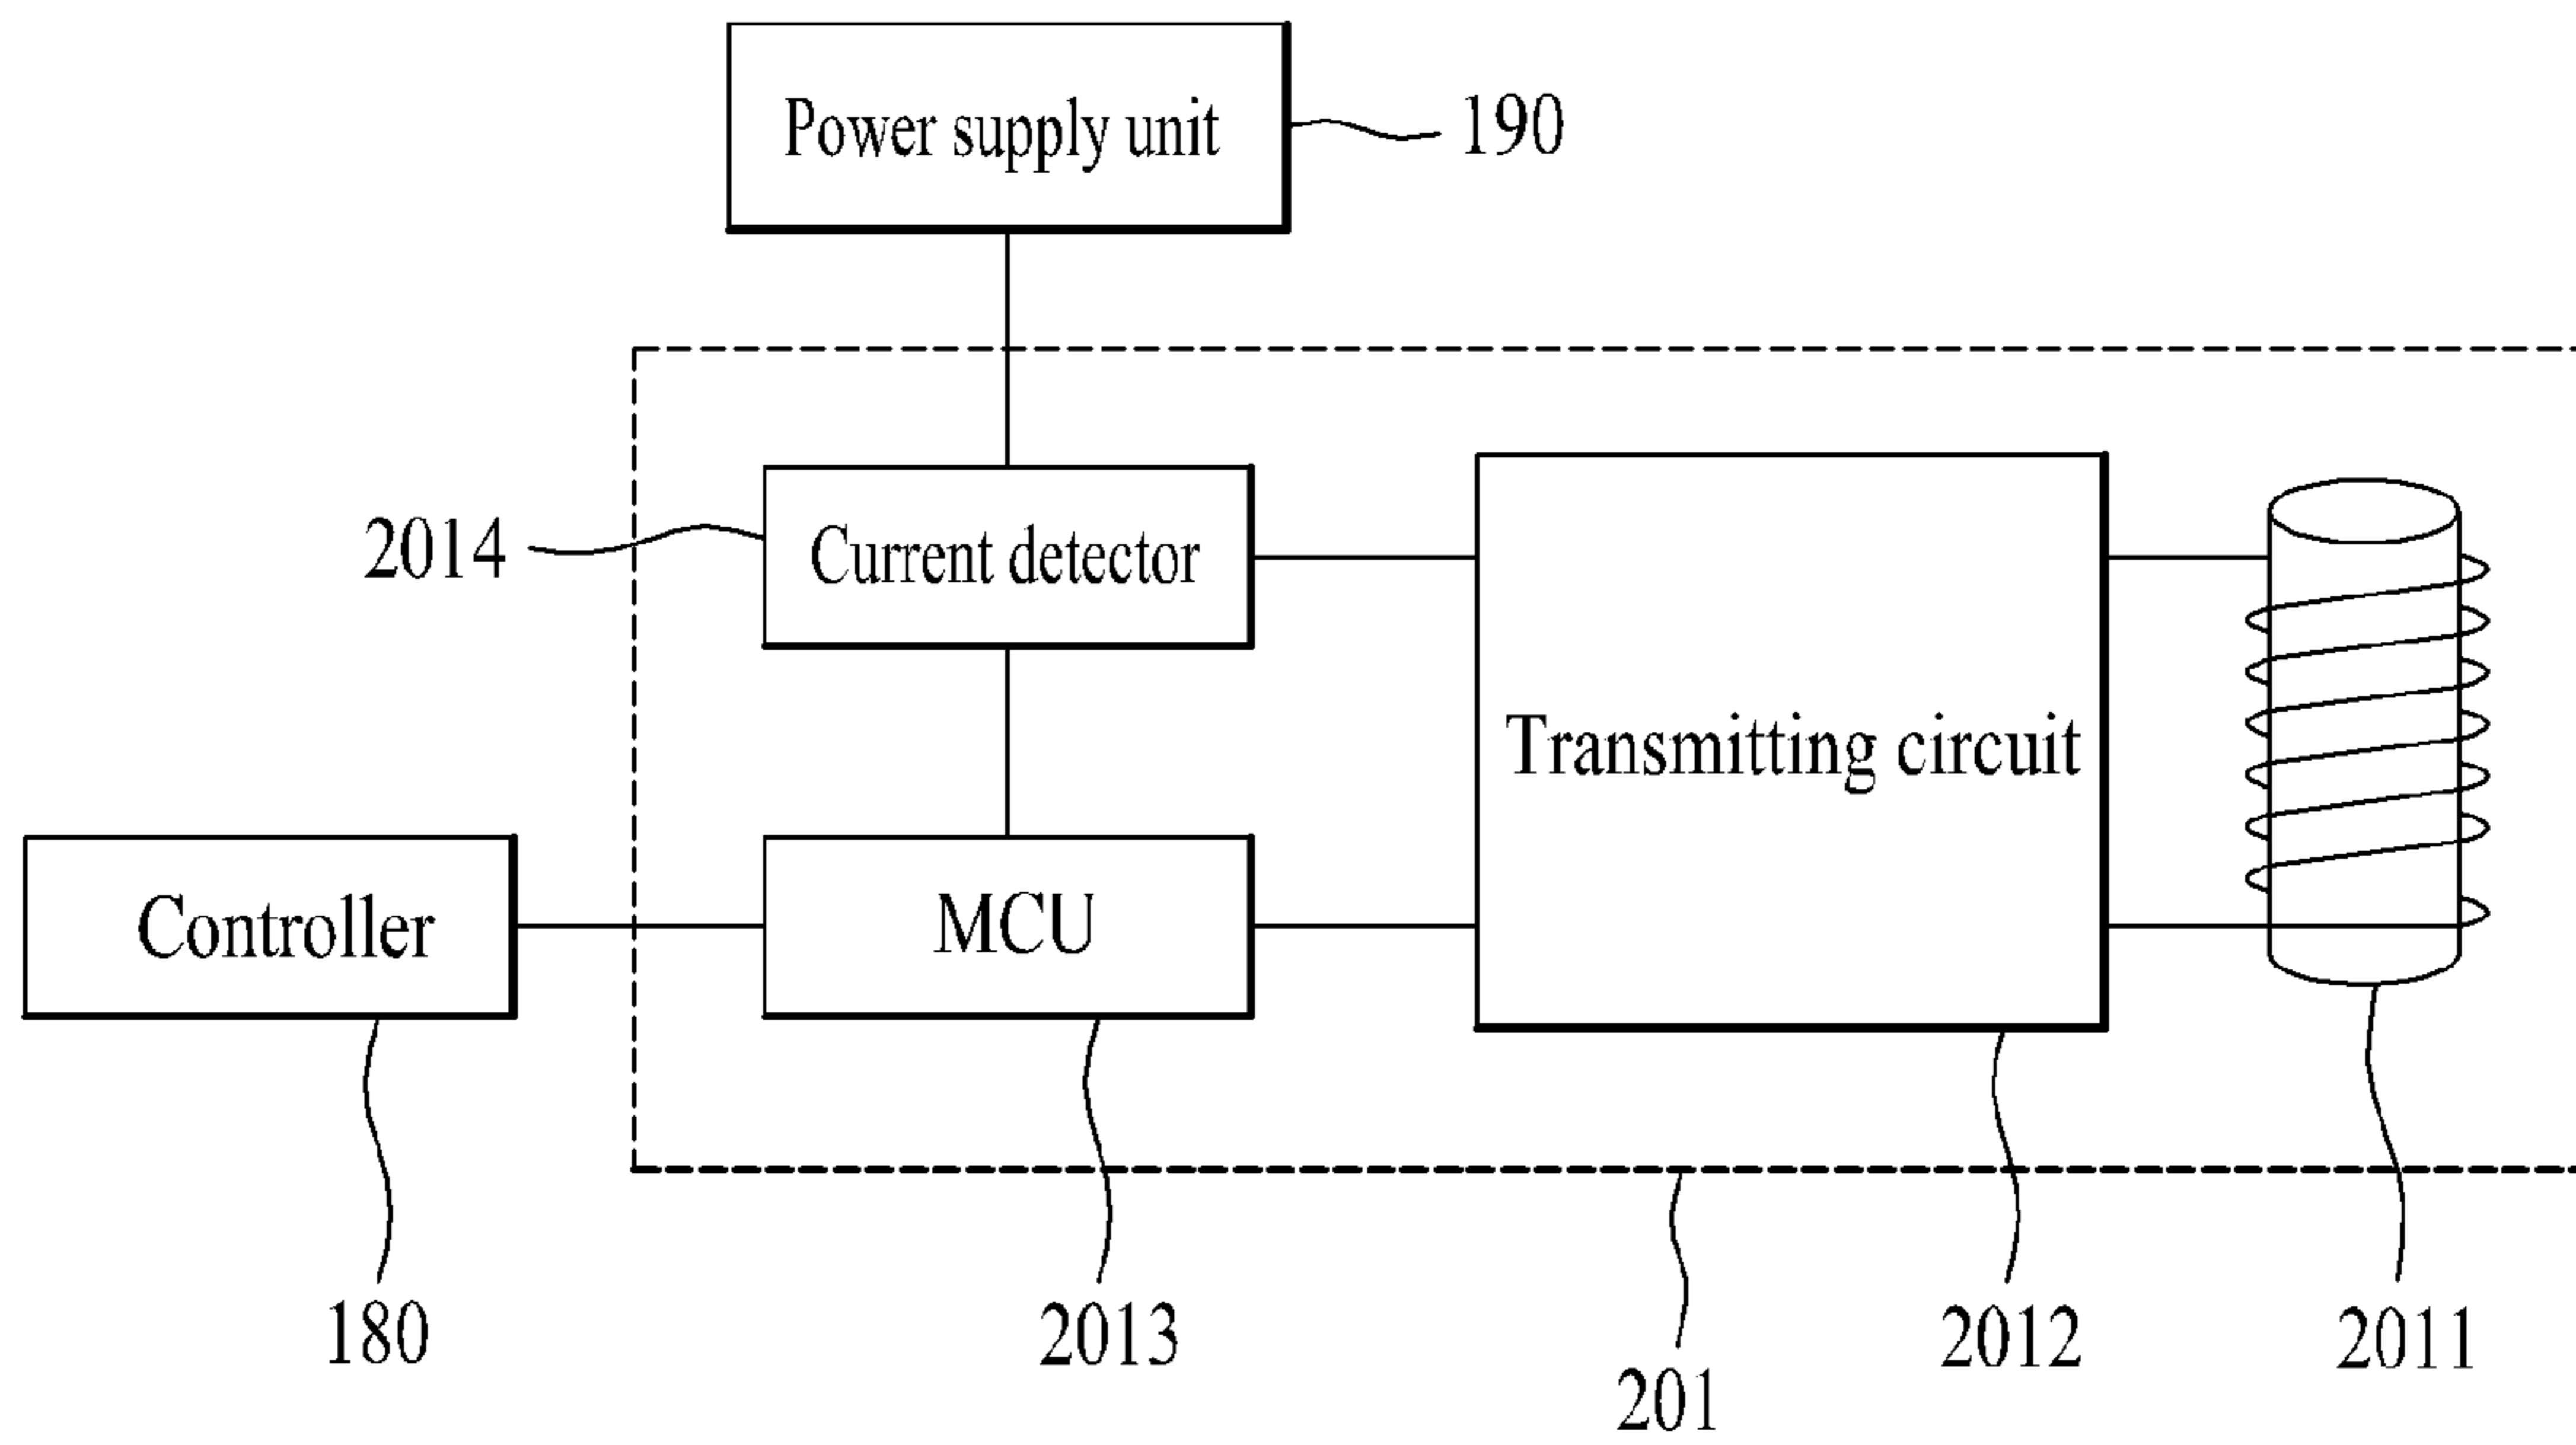 Power supply unit
190
2014
Current detector
Transmitting circuit
Controller
MCU
180
2013
2012
2011
201